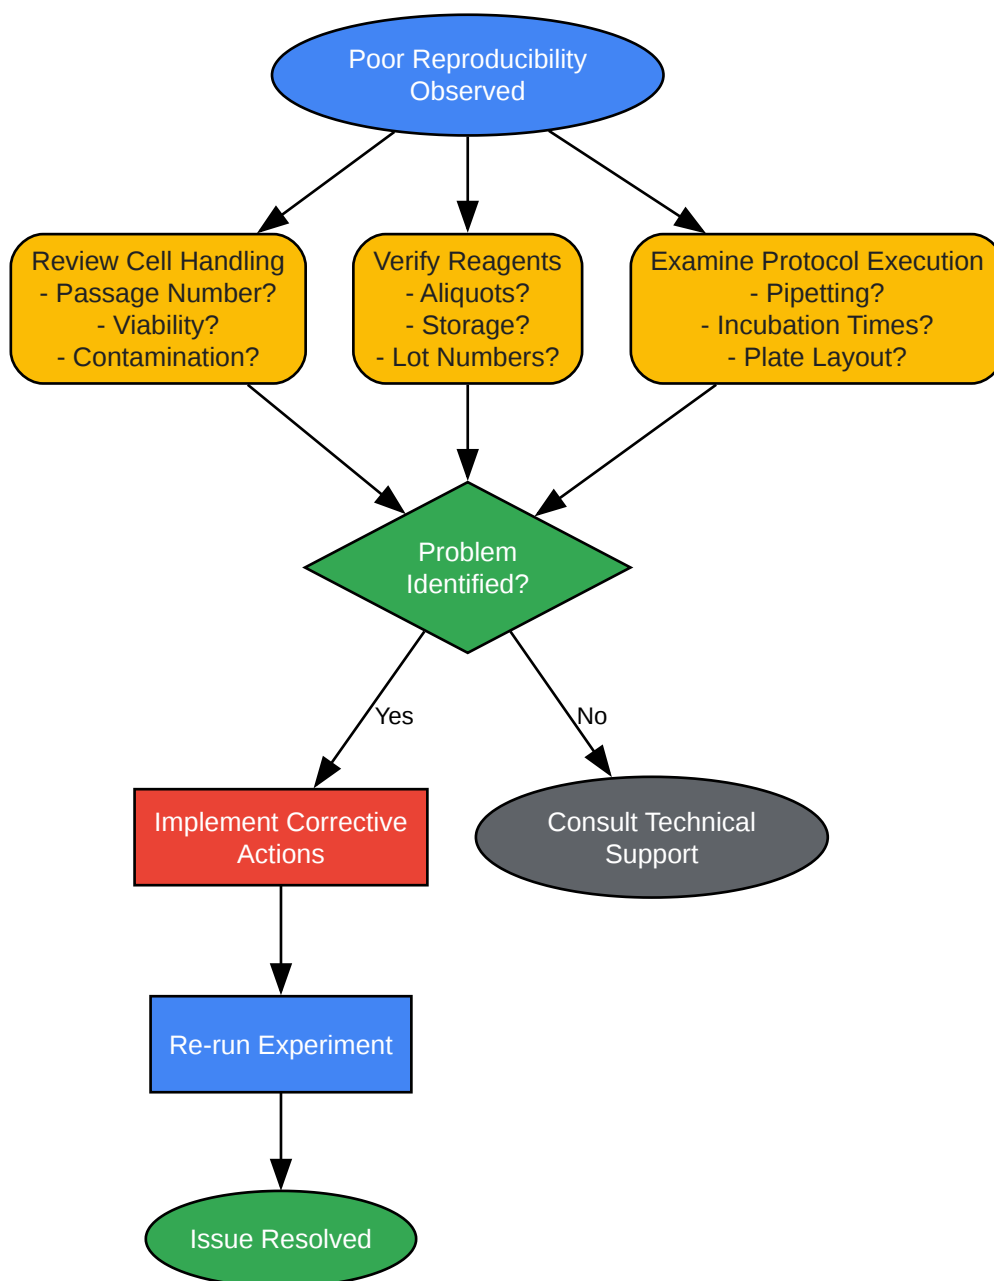 Poor Reproducibility
Observed
Review Cell Handling
- Passage Number?
- Viability?
- Contamination?
Verify Reagents
- Aliquots?
- Storage?
- Lot Numbers?
Examine Protocol Execution
- Pipetting?
- Incubation Times?
- Plate Layout?
Problem
Identified?
Yes
No
Implement Corrective
Actions
Consult Technical
Support
Re-run Experiment
Issue Resolved